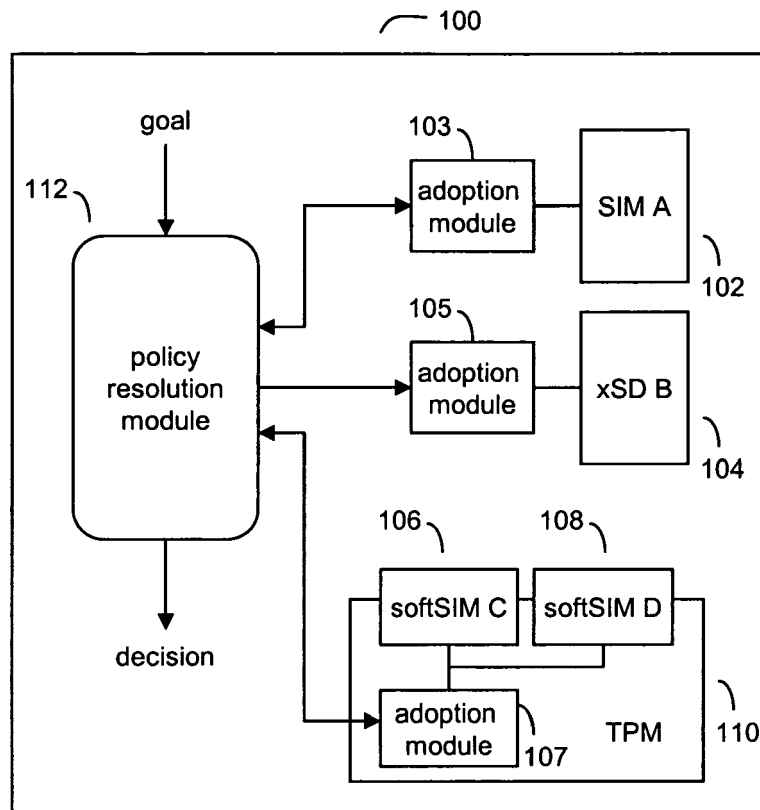 100
goal
112
policy
resolution
module
decision
103
adoption
module
SIM A
102
105
adoption
module
xSD B
104
106
108
softSIM C
softSIM D
adoption
module
107
TPM
110